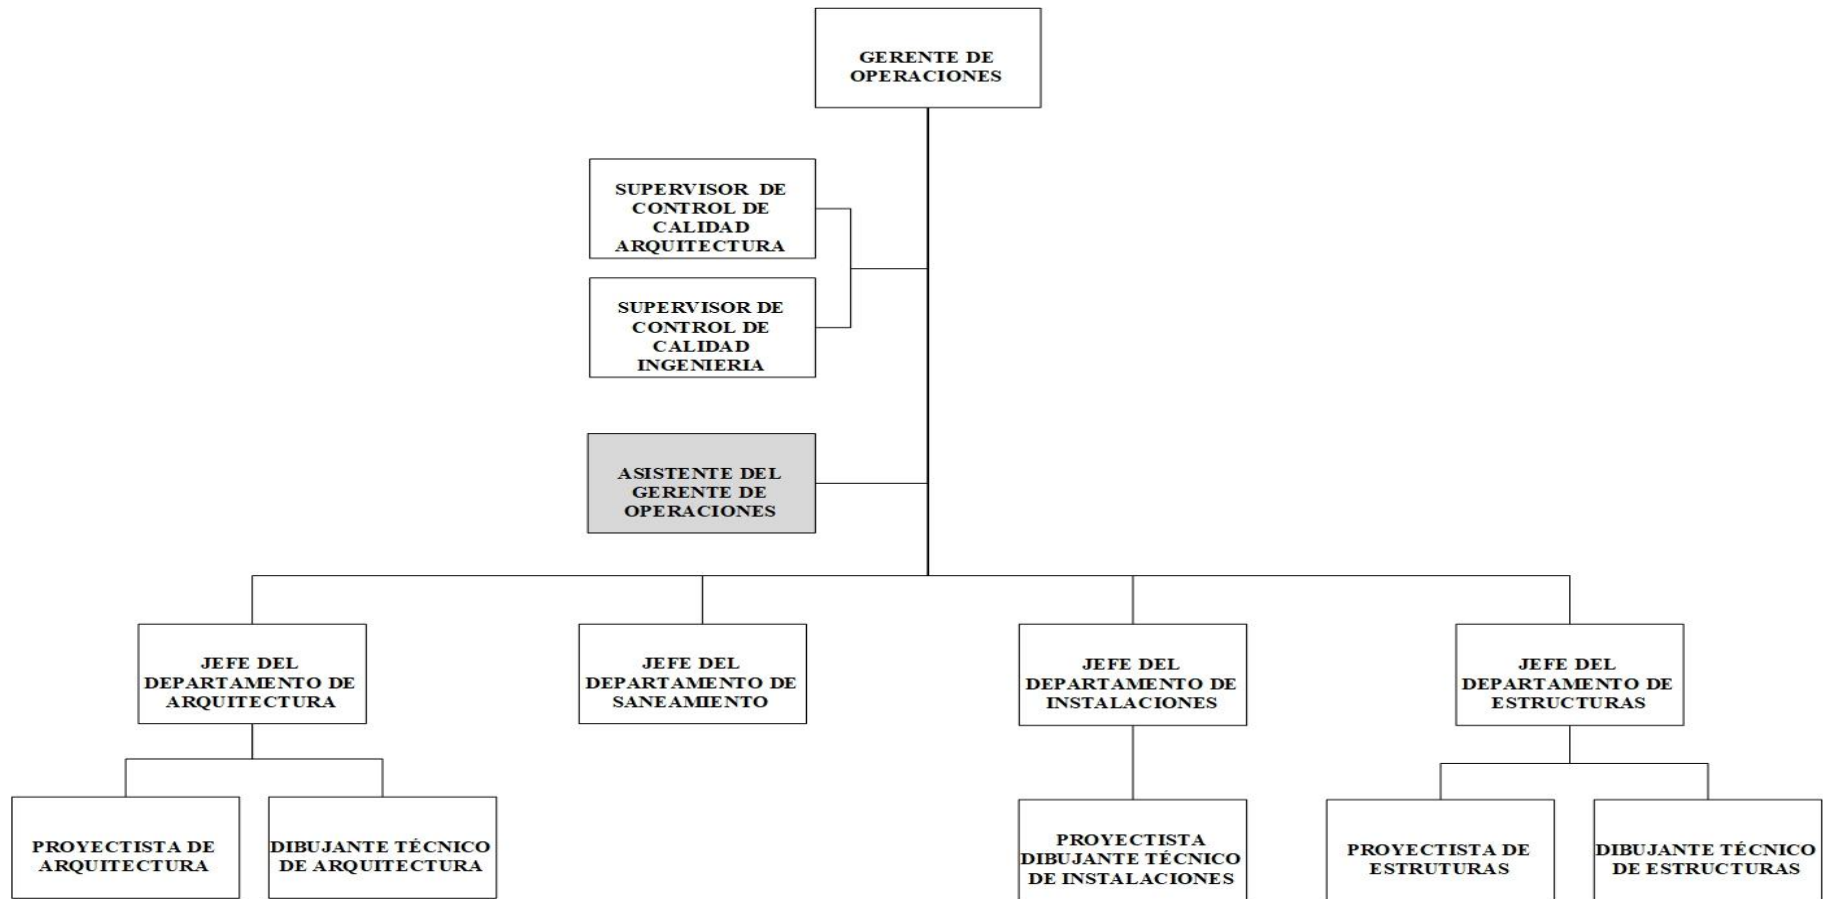 GERENTE DE
OPERACIONES
SUPERVISOR DE
CONTROL DE
CALIDAD
ARQUITECTURA
SUPERVISOR DE
CONTROL DE
CALIDAD
INGENIERIA
ASISTENTE DEL
GERENTE DE
OPERACIONES
JEFE DEL
DEPARTAMENTO DE
ARQUITECTURA
JEFE DEL
DEPARTAMENTO DE
SANEAMIENTO
JEFE DEL
DEPARTAMENTO DE
INSTALACIONES
JEFE DEL
DEPARTAMENTO DE
ESTRUCTURAS
PROYECTISTA DE
ARQUITECTURA
DIBUJANTE TÉCNICO
DE ARQUITECTURA
PROYECTISTA
DIBUJANTE TÉCNICO
DE INSTALACIONES
PROYECTISTA DE
ESTRUTURAS
DIBUJANTE TÉCNICO
DE ESTRUCTURAS